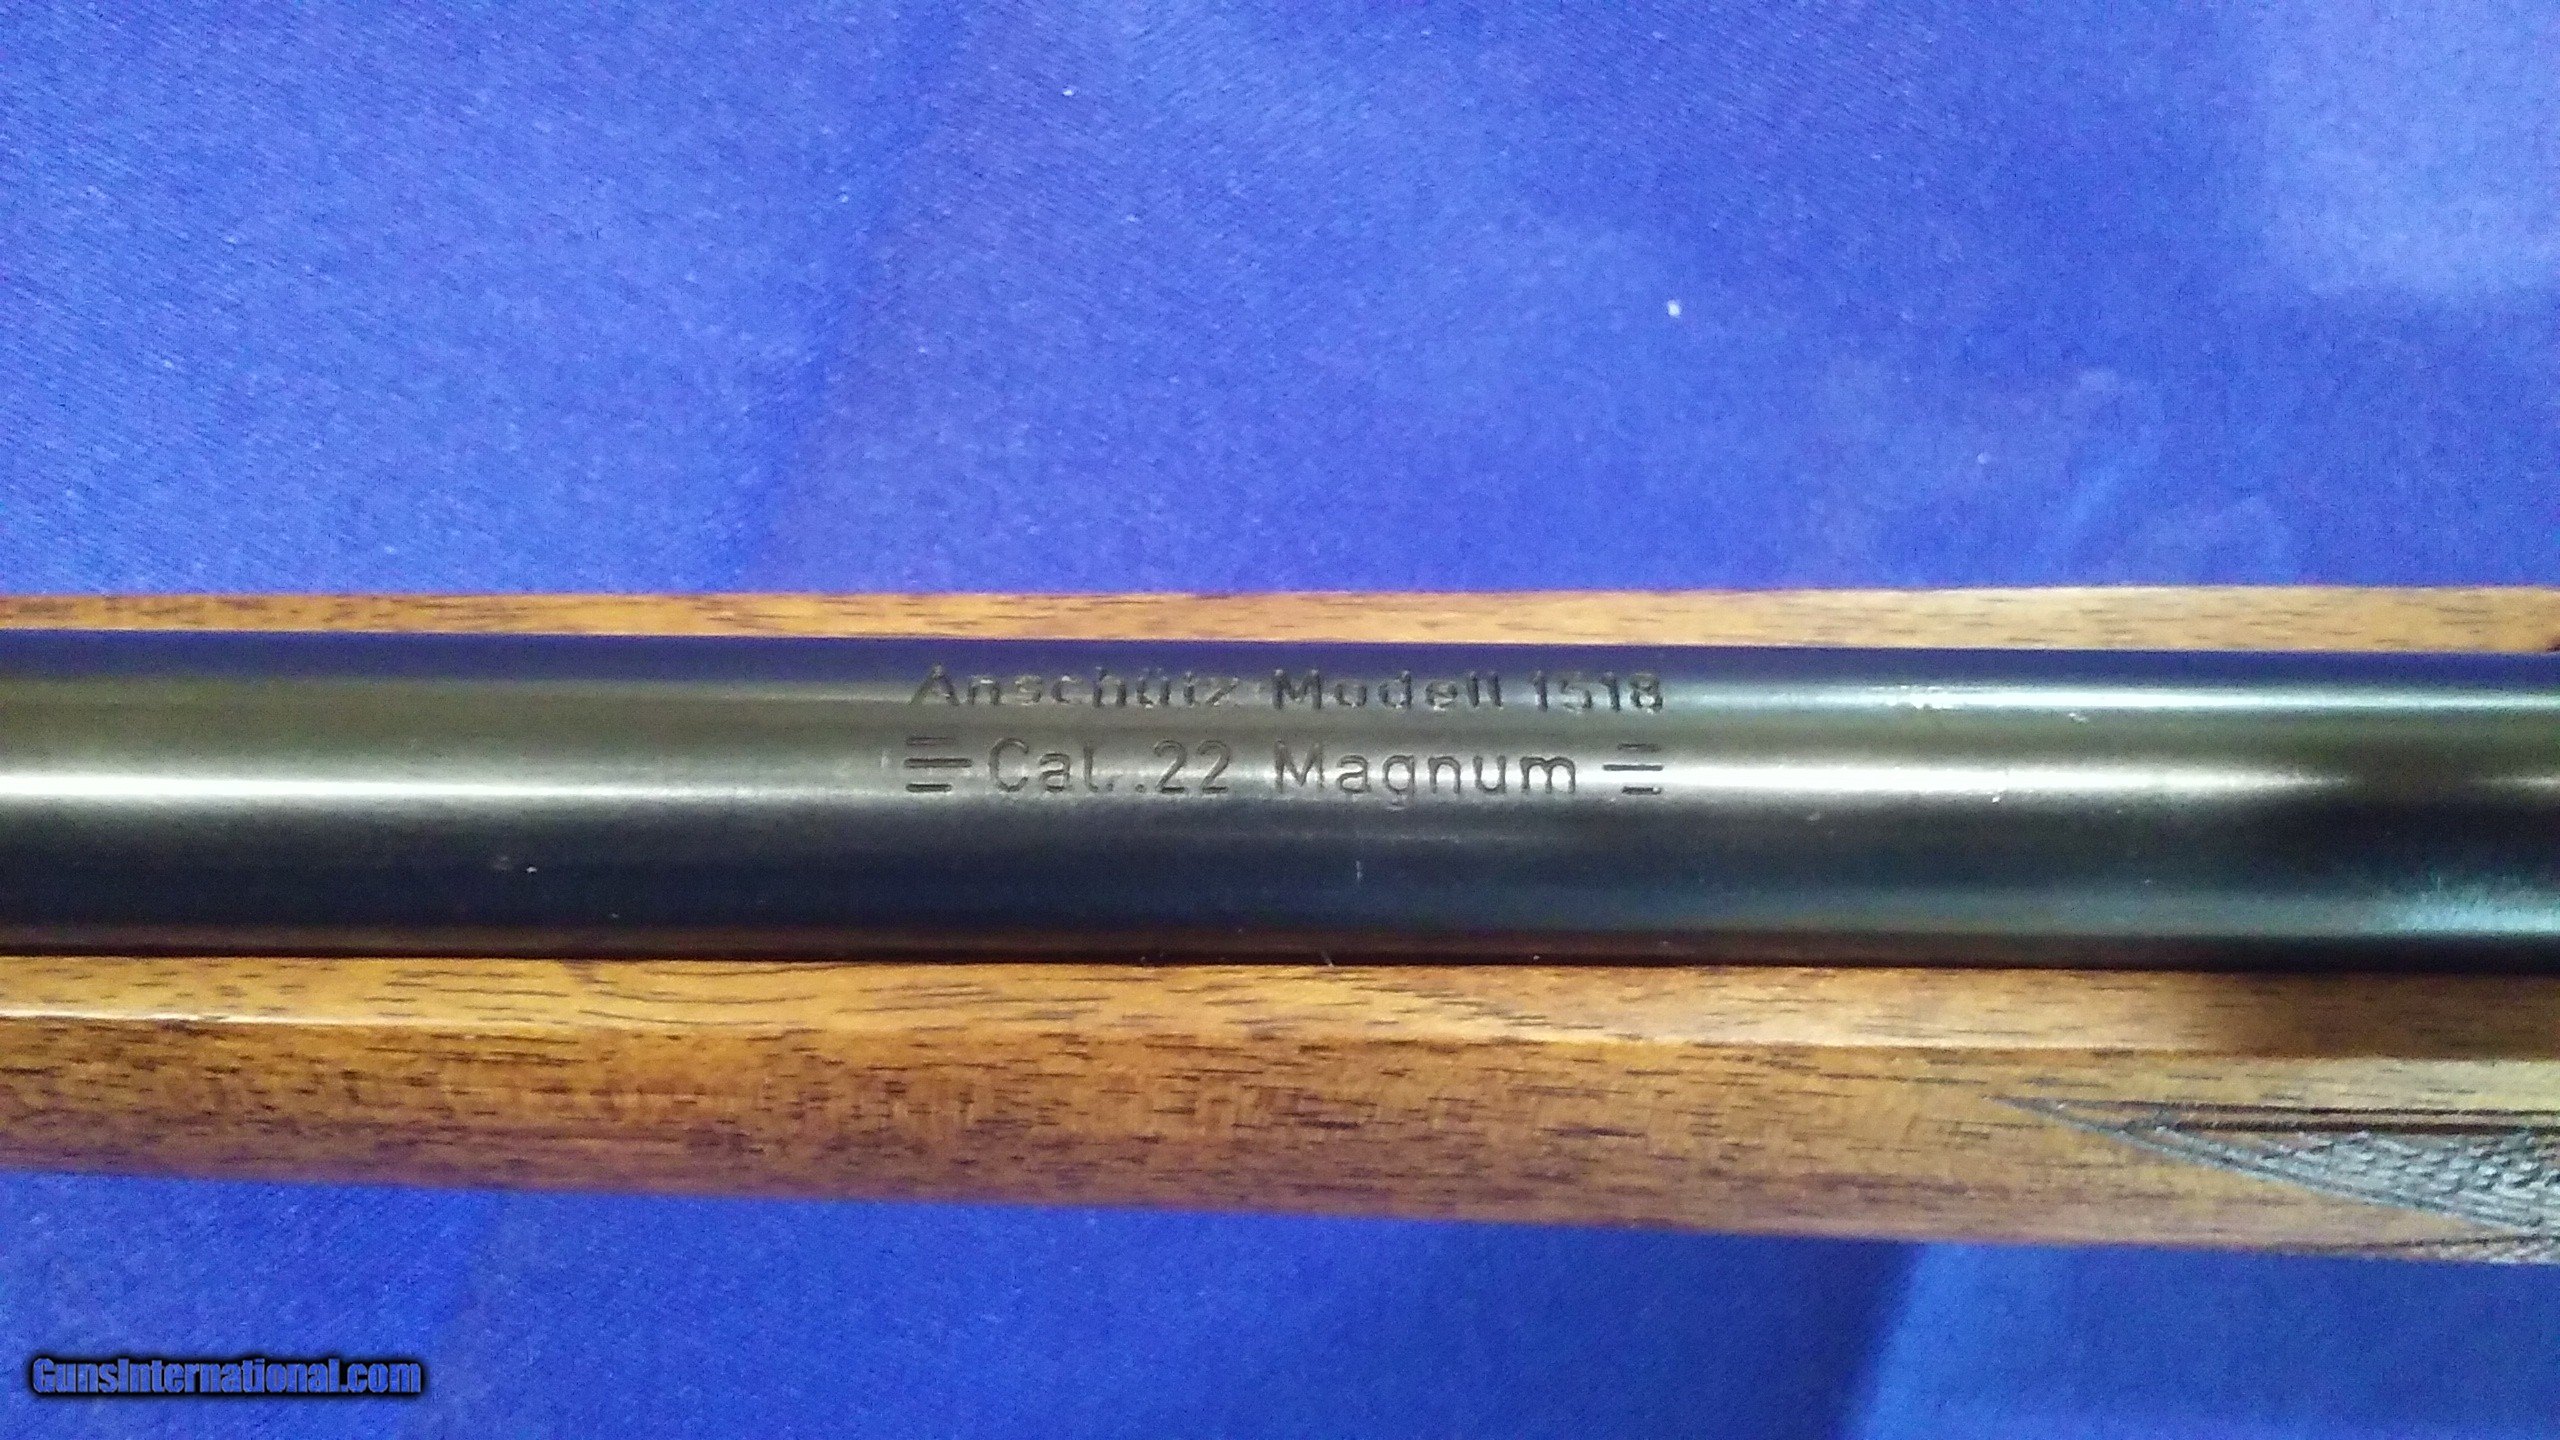 Anschütz Modell 1518
Cal. .22 Magnum
GunsInternational.com